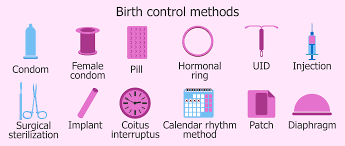 Birth control methods
Condom
Female
condom
Pill
Hormonal
ring
UID
Injection
Surgical
sterilization
Implant
Coitus
interruptus
Calendar rhythm
method
Patch
Diaphragm